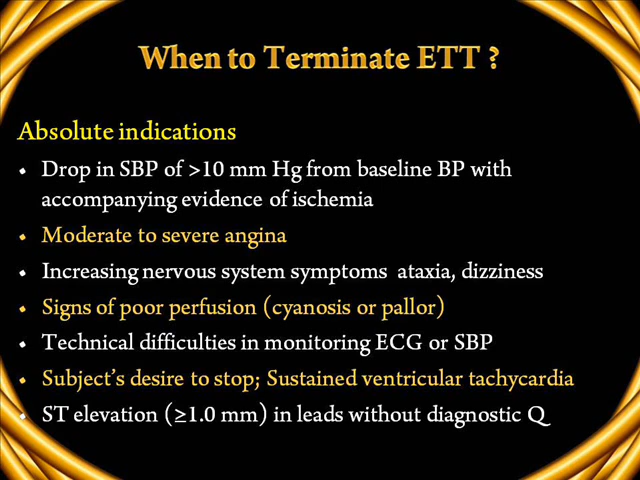 When to Terminate ETT ?
Absolute indications
• Drop in SBP of >10 mm Hg from baseline BP with
accompanying evidence of ischemia
• Moderate to severe angina
• Increasing nervous system symptoms ataxia, dizziness
• Signs of poor perfusion (cyanosis or pallor)
• Technical difficulties in monitoring ECG or SBP
• Subject's desire to stop; Sustained ventricular tachycardia
• ST elevation (≥1.0 mm) in leads without diagnostic Q